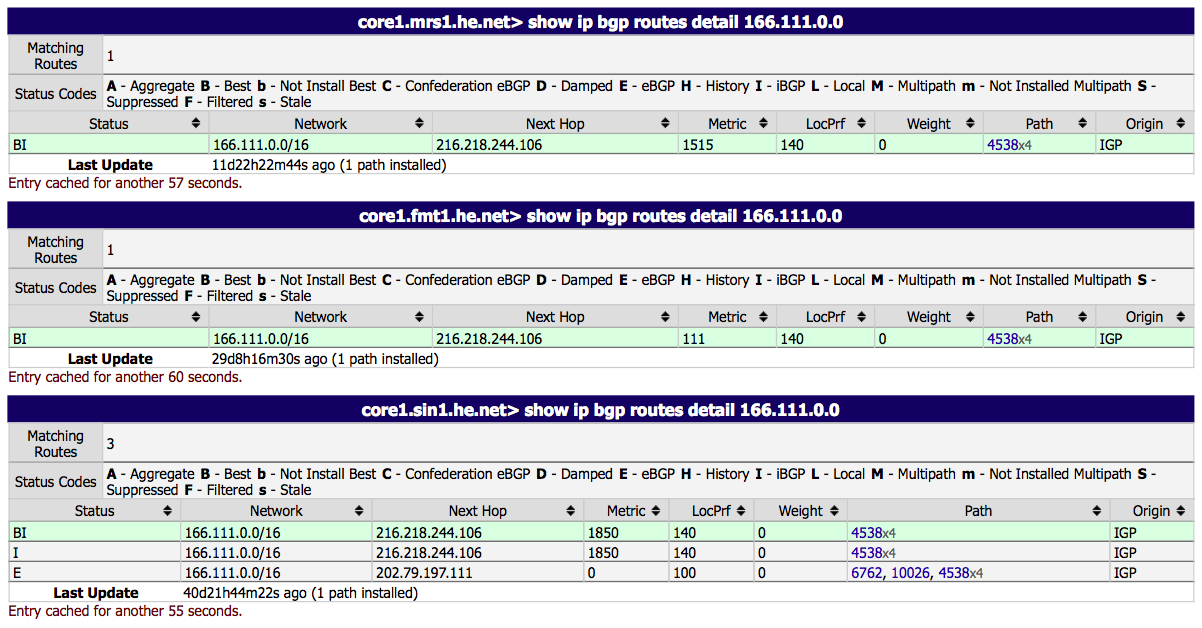 core1.mrs1.he.net> show ip bgp routes detail 166.111.0.0
Matching Routes 1
Status Codes A - Aggregate B - Best b - Not Install Best C - Confederation eBGP D - Damped E - eBGP H - History I - iBGP L - Local M - Multipath m - Not Installed Multipath S -
Suppressed F - Filtered s - Stale
Status Network Next Hop Metric LocPrf Weight Path Origin
BI 166.111.0.0/16 216.218.244.106 1515 140 0 4538x4 IGP
Last Update 11d22h22m44s ago (1 path installed)
Entry cached for another 57 seconds.
core1.fmt1.he.net> show ip bgp routes detail 166.111.0.0
Matching Routes 1
Status Codes A - Aggregate B - Best b - Not Install Best C - Confederation eBGP D - Damped E - eBGP H - History I - iBGP L - Local M - Multipath m - Not Installed Multipath S -
Suppressed F - Filtered s - Stale
Status Network Next Hop Metric LocPrf Weight Path Origin
BI 166.111.0.0/16 216.218.244.106 111 140 0 4538x4 IGP
Last Update 29d8h16m30s ago (1 path installed)
Entry cached for another 60 seconds.
core1.sin1.he.net> show ip bgp routes detail 166.111.0.0
Matching Routes 3
Status Codes A - Aggregate B - Best b - Not Install Best C - Confederation eBGP D - Damped E - eBGP H - History I - iBGP L - Local M - Multipath m - Not Installed Multipath S -
Suppressed F - Filtered s - Stale
Status Network Next Hop Metric LocPrf Weight Path Origin
BI 166.111.0.0/16 216.218.244.106 1850 140 0 4538x4 IGP
I 166.111.0.0/16 216.218.244.106 1850 140 0 4538x4 IGP
E 166.111.0.0/16 202.79.197.111 0 100 0 6762, 10026, 4538x4 IGP
Last Update 40d21h44m22s ago (1 path installed)
Entry cached for another 55 seconds.